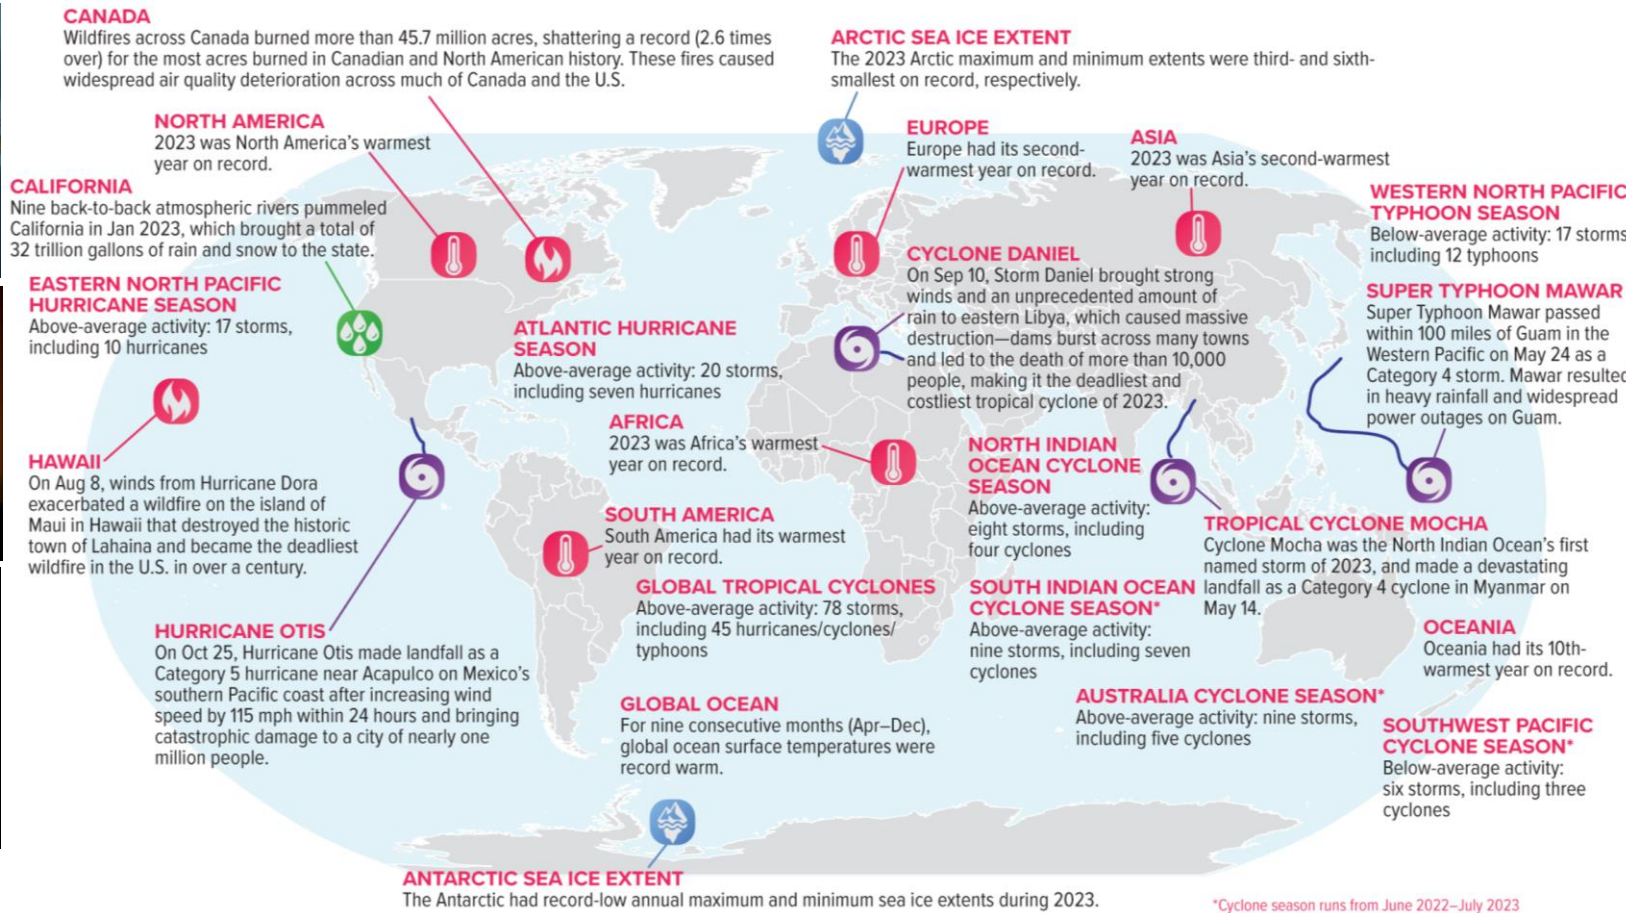 CANADA
Wildfires across Canada burned more than 45.7 million acres, shattering a record (2.6 times
over) for the most acres burned in Canadian and North American history. These fires caused
widespread air quality deterioration across much of Canada and the U.S.
ARCTIC SEA ICE EXTENT
The 2023 Arctic maximum and minimum extents were third- and sixth-
smallest on record, respectively.
NORTH AMERICA
2023 was North America's warmest
year on record.
EUROPE
Europe had its second-
warmest year on record.
ASIA
2023 was Asia's second-warmest
year on record.
CALIFORNIA
Nine back-to-back atmospheric rivers pummeled
California in Jan 2023, which brought a total of
32 trillion gallons of rain and snow to the state.
WESTERN NORTH PACIFIC
TYPHOON SEASON
Below-average activity: 17 storms
including 12 typhoons
EASTERN NORTH PACIFIC
HURRICANE SEASON
Above-average activity: 17 storms,
including 10 hurricanes
CYCLONE DANIEL
On Sep 10, Storm Daniel brought strong
winds and an unprecedented amount of
rain to eastern Libya, which caused massive
destruction—dams burst across many towns
and led to the death of more than 10,000
people, making it the deadliest and
costliest tropical cyclone of 2023.
SUPER TYPHOON MAWAR
Super Typhoon Mawar passed
within 100 miles of Guam in the
Western Pacific on May 24 as a
Category 4 storm. Mawar resulted
in heavy rainfall and widespread
power outages on Guam.
ATLANTIC HURRICANE
SEASON
Above-average activity: 20 storms,
including seven hurricanes
AFRICA
2023 was Africa's warmest
year on record.
NORTH INDIAN
OCEAN CYCLONE
SEASON
Above-average activity:
eight storms, including
four cyclones
HAWAII
On Aug 8, winds from Hurricane Dora
exacerbated a wildfire on the island of
Maui in Hawaii that destroyed the historic
town of Lahaina and became the deadliest
wildfire in the U.S. in over a century.
SOUTH AMERICA
South America had its warmest
year on record.
TROPICAL CYCLONE MOCHA
Cyclone Mocha was the North Indian Ocean's first
named storm of 2023, and made a devastating
landfall as a Category 4 cyclone in Myanmar on
May 14.
GLOBAL TROPICAL CYCLONES
Above-average activity: 78 storms,
including 45 hurricanes/cyclones/
typhoons
SOUTH INDIAN OCEAN
CYCLONE SEASON*
Above-average activity:
nine storms, including seven
cyclones
HURRICANE OTIS
On Oct 25, Hurricane Otis made landfall as a
Category 5 hurricane near Acapulco on Mexico's
southern Pacific coast after increasing wind
speed by 115 mph within 24 hours and bringing
catastrophic damage to a city of nearly one
million people.
OCEANIA
Oceania had its 10th-
warmest year on record.
GLOBAL OCEAN
For nine consecutive months (Apr–Dec),
global ocean surface temperatures were
record warm.
AUSTRALIA CYCLONE SEASON*
Above-average activity: nine storms,
including five cyclones
SOUTHWEST PACIFIC
CYCLONE SEASON*
Below-average activity:
six storms, including three
cyclones
ANTARCTIC SEA ICE EXTENT
The Antarctic had record-low annual maximum and minimum sea ice extents during 2023.
*Cyclone season runs from June 2022–July 2023